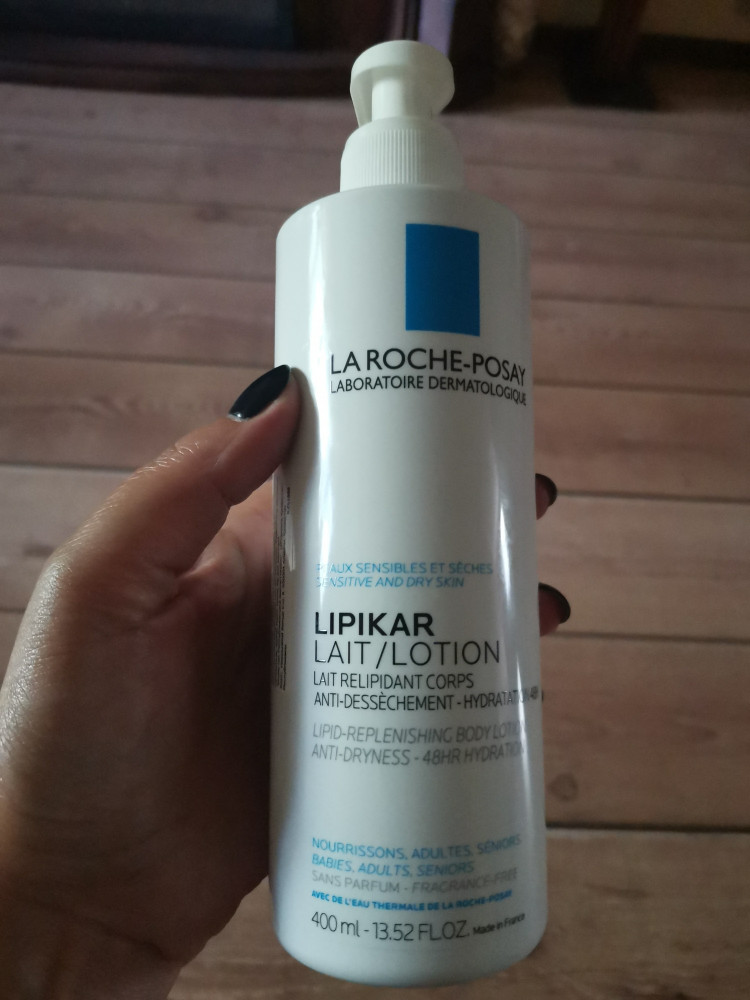 LA ROCHE-POSAY
LABORATOIRE DERMATOLOGIQUE
PEAUX SENSIBLES ET SÈCHES
SENSITIVE AND DRY SKIN
LIPIKAR
LAIT / LOTION
LAIT RELIPIDANT CORPS
ANTI-DESSÈCHEMENT - HYDRATATION 48H
LIPID-REPLENISHING BODY LOTION
ANTI-DRYNESS - 48HR HYDRATION
NOURRISSONS, ADULTES, SENIORS
BABIES, ADULTS, SENIORS
SANS PARFUM - FRAGRANCE-FREE
AVEC DE L'EAU THERMALE DE LA ROCHE-POSAY
400 ml - 13.52 FL.OZ. Made in France